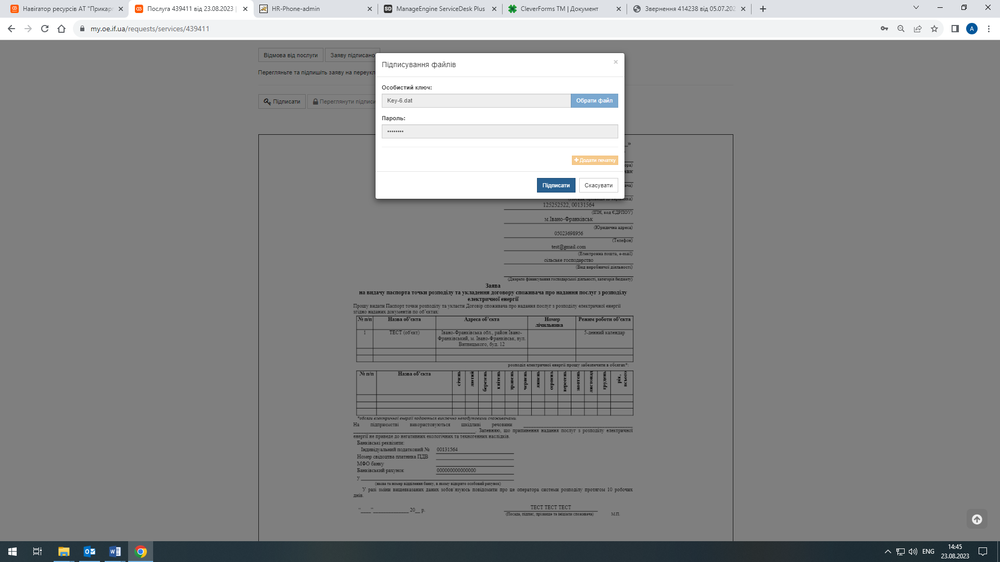 Навігатор ресурсів АТ "Прикарп
Послуга 439411 від 23.08.2023 |
HR-Phone-admin
ManageEngine ServiceDesk Plus
CleverForms TM | Документ
Звернення 414238 від 05.07.202
my.oe.if.ua/requests/services/439411
A
Відмова від послуги
Заяву підписано
Перегляньте та підпишіть заяву на переукл
Підписати
Переглянути підписи
Підписування файлів
×
Особистий ключ:
Key-6.dat
Обрати файл
Пароль:
••••••••
Додати печатку
Підписати
Скасувати
125252522, 00131564
(ІПН, код ЄДРПОУ)
м.Івано-Франківськ
(Юридична адреса)
05023698956
(Телефон)
test@gmail.com
(Електронна пошта, e-mail)
сільське господарство
(Вид виробничої діяльності)
(Джерело фінансування господарської діяльності, категорія бюджету)
Заява
на видачу паспорта точки розподілу та укладення договору споживача про надання послуг з розподілу
електричної енергії
Прошу видати Паспорт точки розподілу та укласти Договір споживача про надання послуг з розподілу електричної енергії
згідно наданих документів по об’єктах:
№ п/п Назва об’єкта Адреса об’єкта Номер лічильника Режим роботи об’єкта
1 ТЕСТ (об'єкт) Івано-Франківська обл., район Івано-
Франківський, м. Івано-Франківськ, вул.
Витвицького, буд. 12
5-денний календар
розподіл електричної енергії прошу забезпечити в обсягах*:
№ п/п Назва об’єкта січень лютий березень квітень травень червень липень серпень вересень жовтень листопад грудень рік, всього
*обсяги електричної енергії подаються виключно непобутовими споживачами.
На підприємстві використовуються шкідливі речовини
. Запевняю, що припинення надання послуг з розподілу електричної
енергії не приведе до негативних екологічних та техногенних наслідків.
Банківські реквізити:
Індивідуальний податковий № 00131564
Номер свідоцтва платника ПДВ
МФО банку
Банківський рахунок 000000000000000
у
(назва та номер відділення банку, в якому відкрито особовий рахунок)
У разі зміни вищевказаних даних зобов’язуюсь повідомити про це оператора системи розподілу протягом 10 робочих
днів.
“____”______________ 20__ р.
ТЕСТ ТЕСТ ТЕСТ
(Посада, підпис, прізвище та ініціали споживача)
М.П.
ENG
14:45
23.08.2023